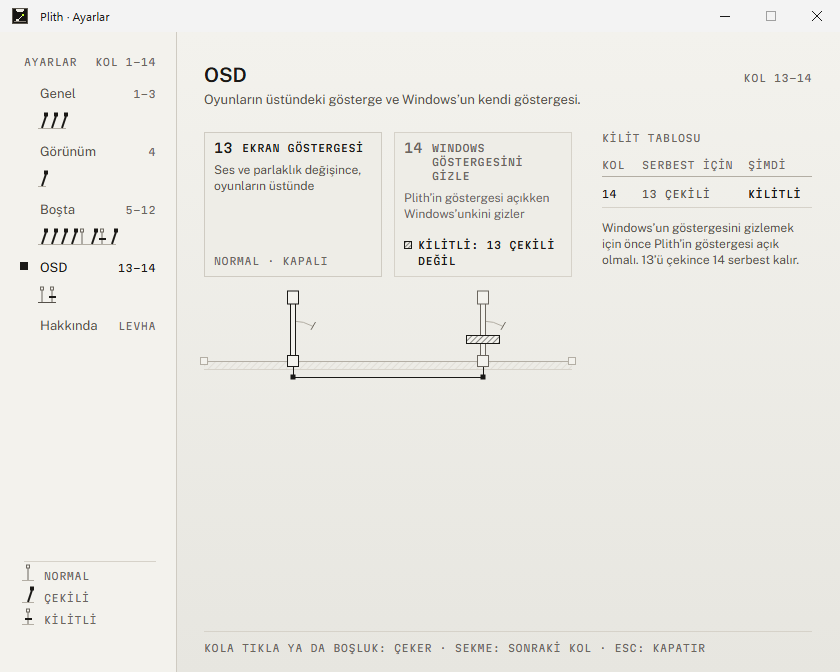 Plith · Ayarlar
AYARLAR KOL 1–14
Genel 1–3
Görünüm 4
Boşta 5–12
OSD 13–14
Hakkında LEVHA
NORMAL
ÇEKİLİ
KİLİTLİ
OSD
KOL 13–14
Oyunların üstündeki gösterge ve Windows'un kendi göstergesi.
13 EKRAN GÖSTERGESİ
Ses ve parlaklık değişince,
oyunların üstünde
NORMAL · KAPALI
14 WINDOWS
GÖSTERGESİNİ
GİZLE
Plith'in göstergesi açıkken
Windows'unkini gizler
KİLİTLİ: 13 ÇEKİLİ
DEĞİL
KİLİT TABLOSU
KOL SERBEST İÇİN ŞİMDİ
14 13 ÇEKİLİ KİLİTLİ
Windows'un göstergesini gizlemek
için önce Plith'in göstergesi açık
olmalı. 13'ü çekince 14 serbest kalır.
KOLA TIKLA YA DA BOŞLUK: ÇEKER · SEKME: SONRAKİ KOL · ESC: KAPATIR